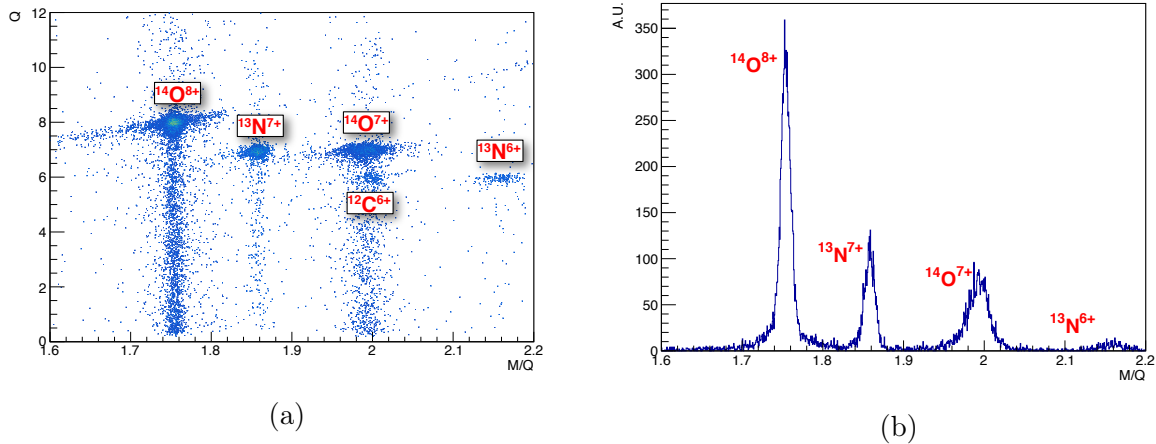 Q
12
10
8
6
4
2
0
1.6 1.7 1.8 1.9 2 2.1 2.2
M/Q
¹⁴O⁸⁺
¹³N⁷⁺
¹⁴O⁷⁺
¹³N⁶⁺
¹²C⁶⁺
(a)
A.U.
350
300
250
200
150
100
50
0
1.6 1.7 1.8 1.9 2 2.1 2.2
M/Q
¹⁴O⁸⁺
¹³N⁷⁺
¹⁴O⁷⁺
¹³N⁶⁺
(b)